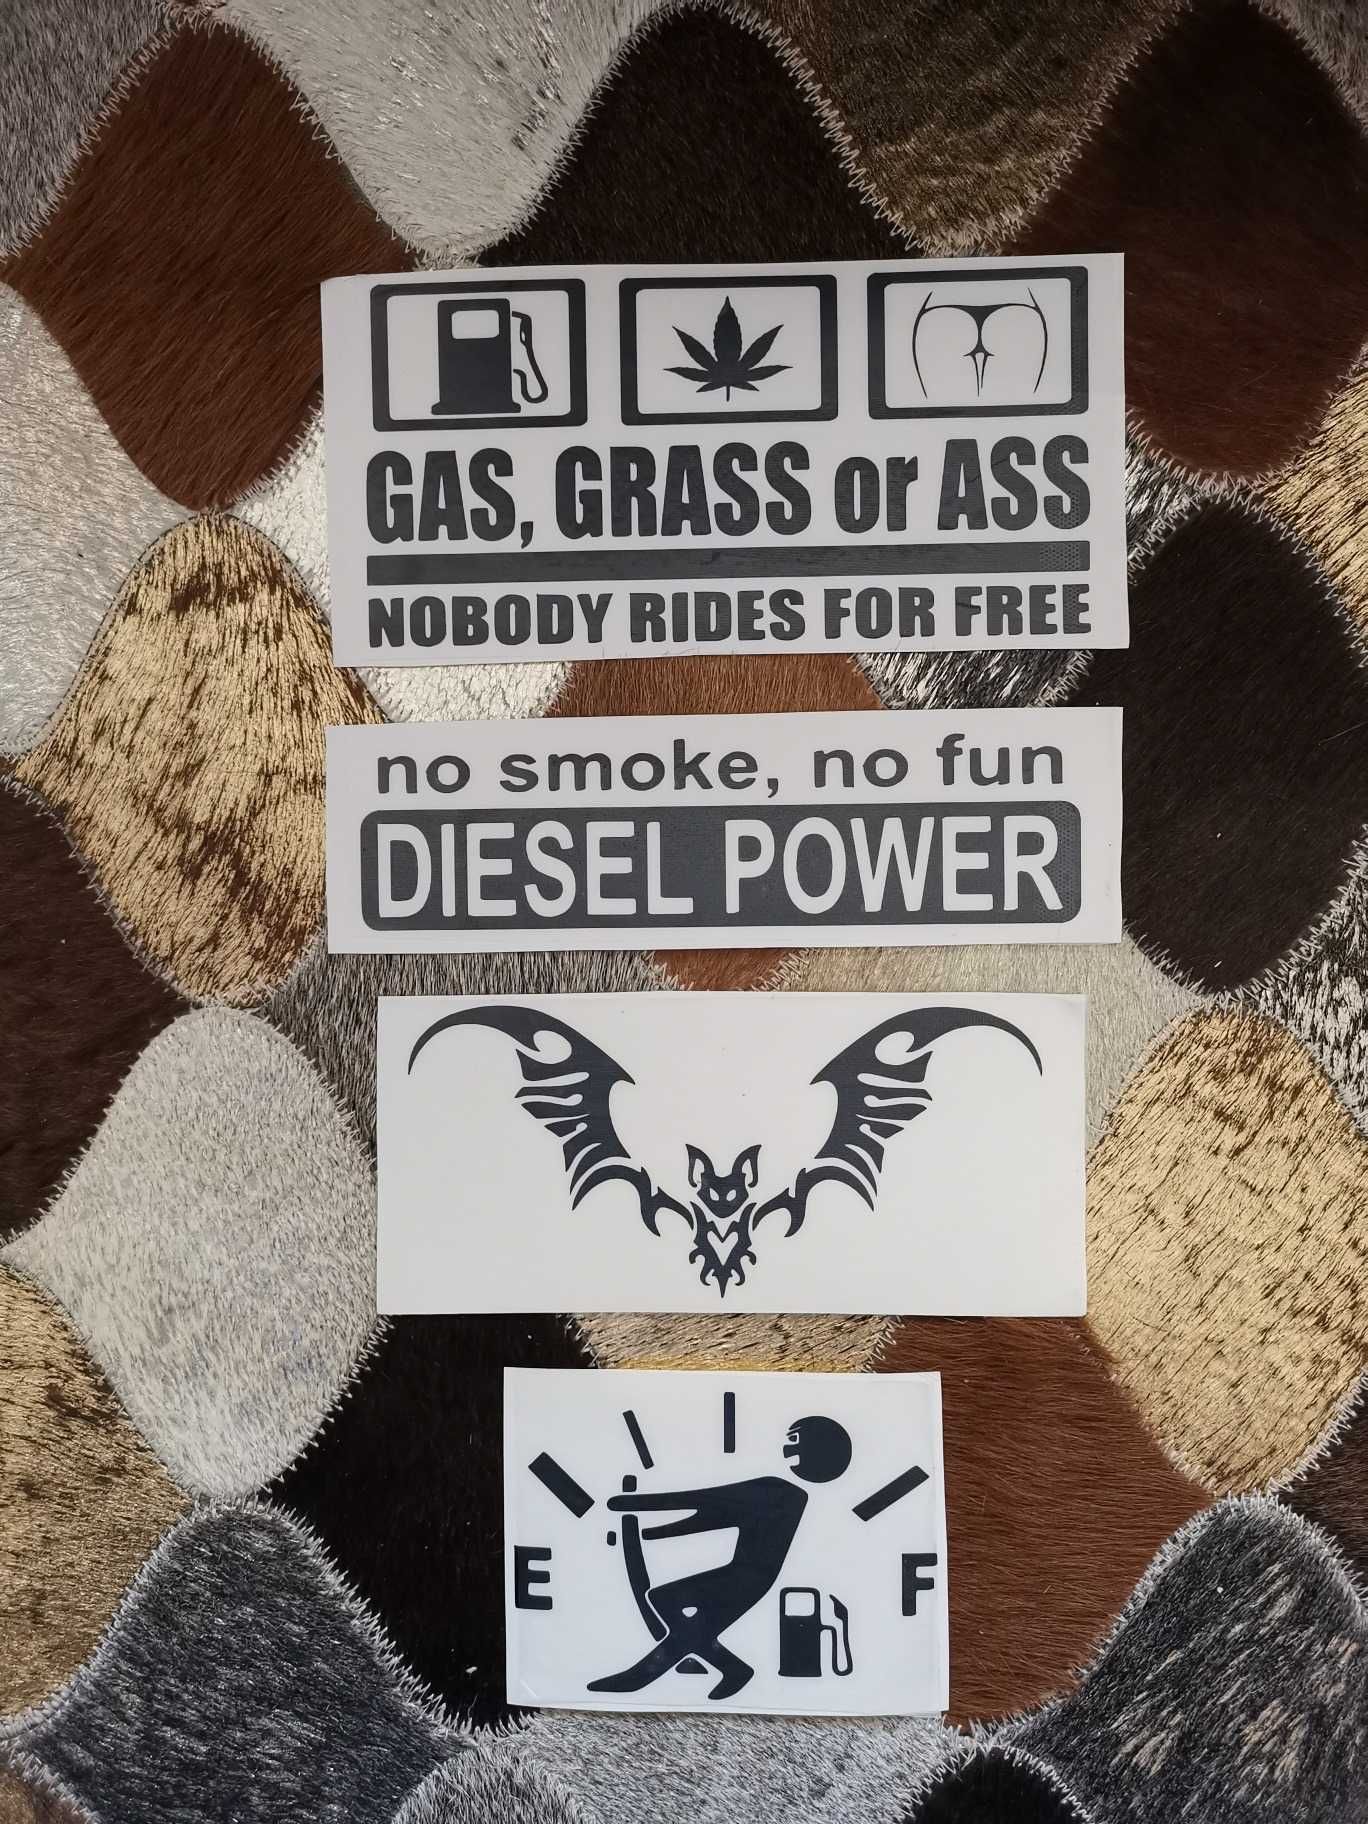 GAS, GRASS or ASS
NOBODY RIDES FOR FREE
no smoke, no fun
DIESEL POWER
E F